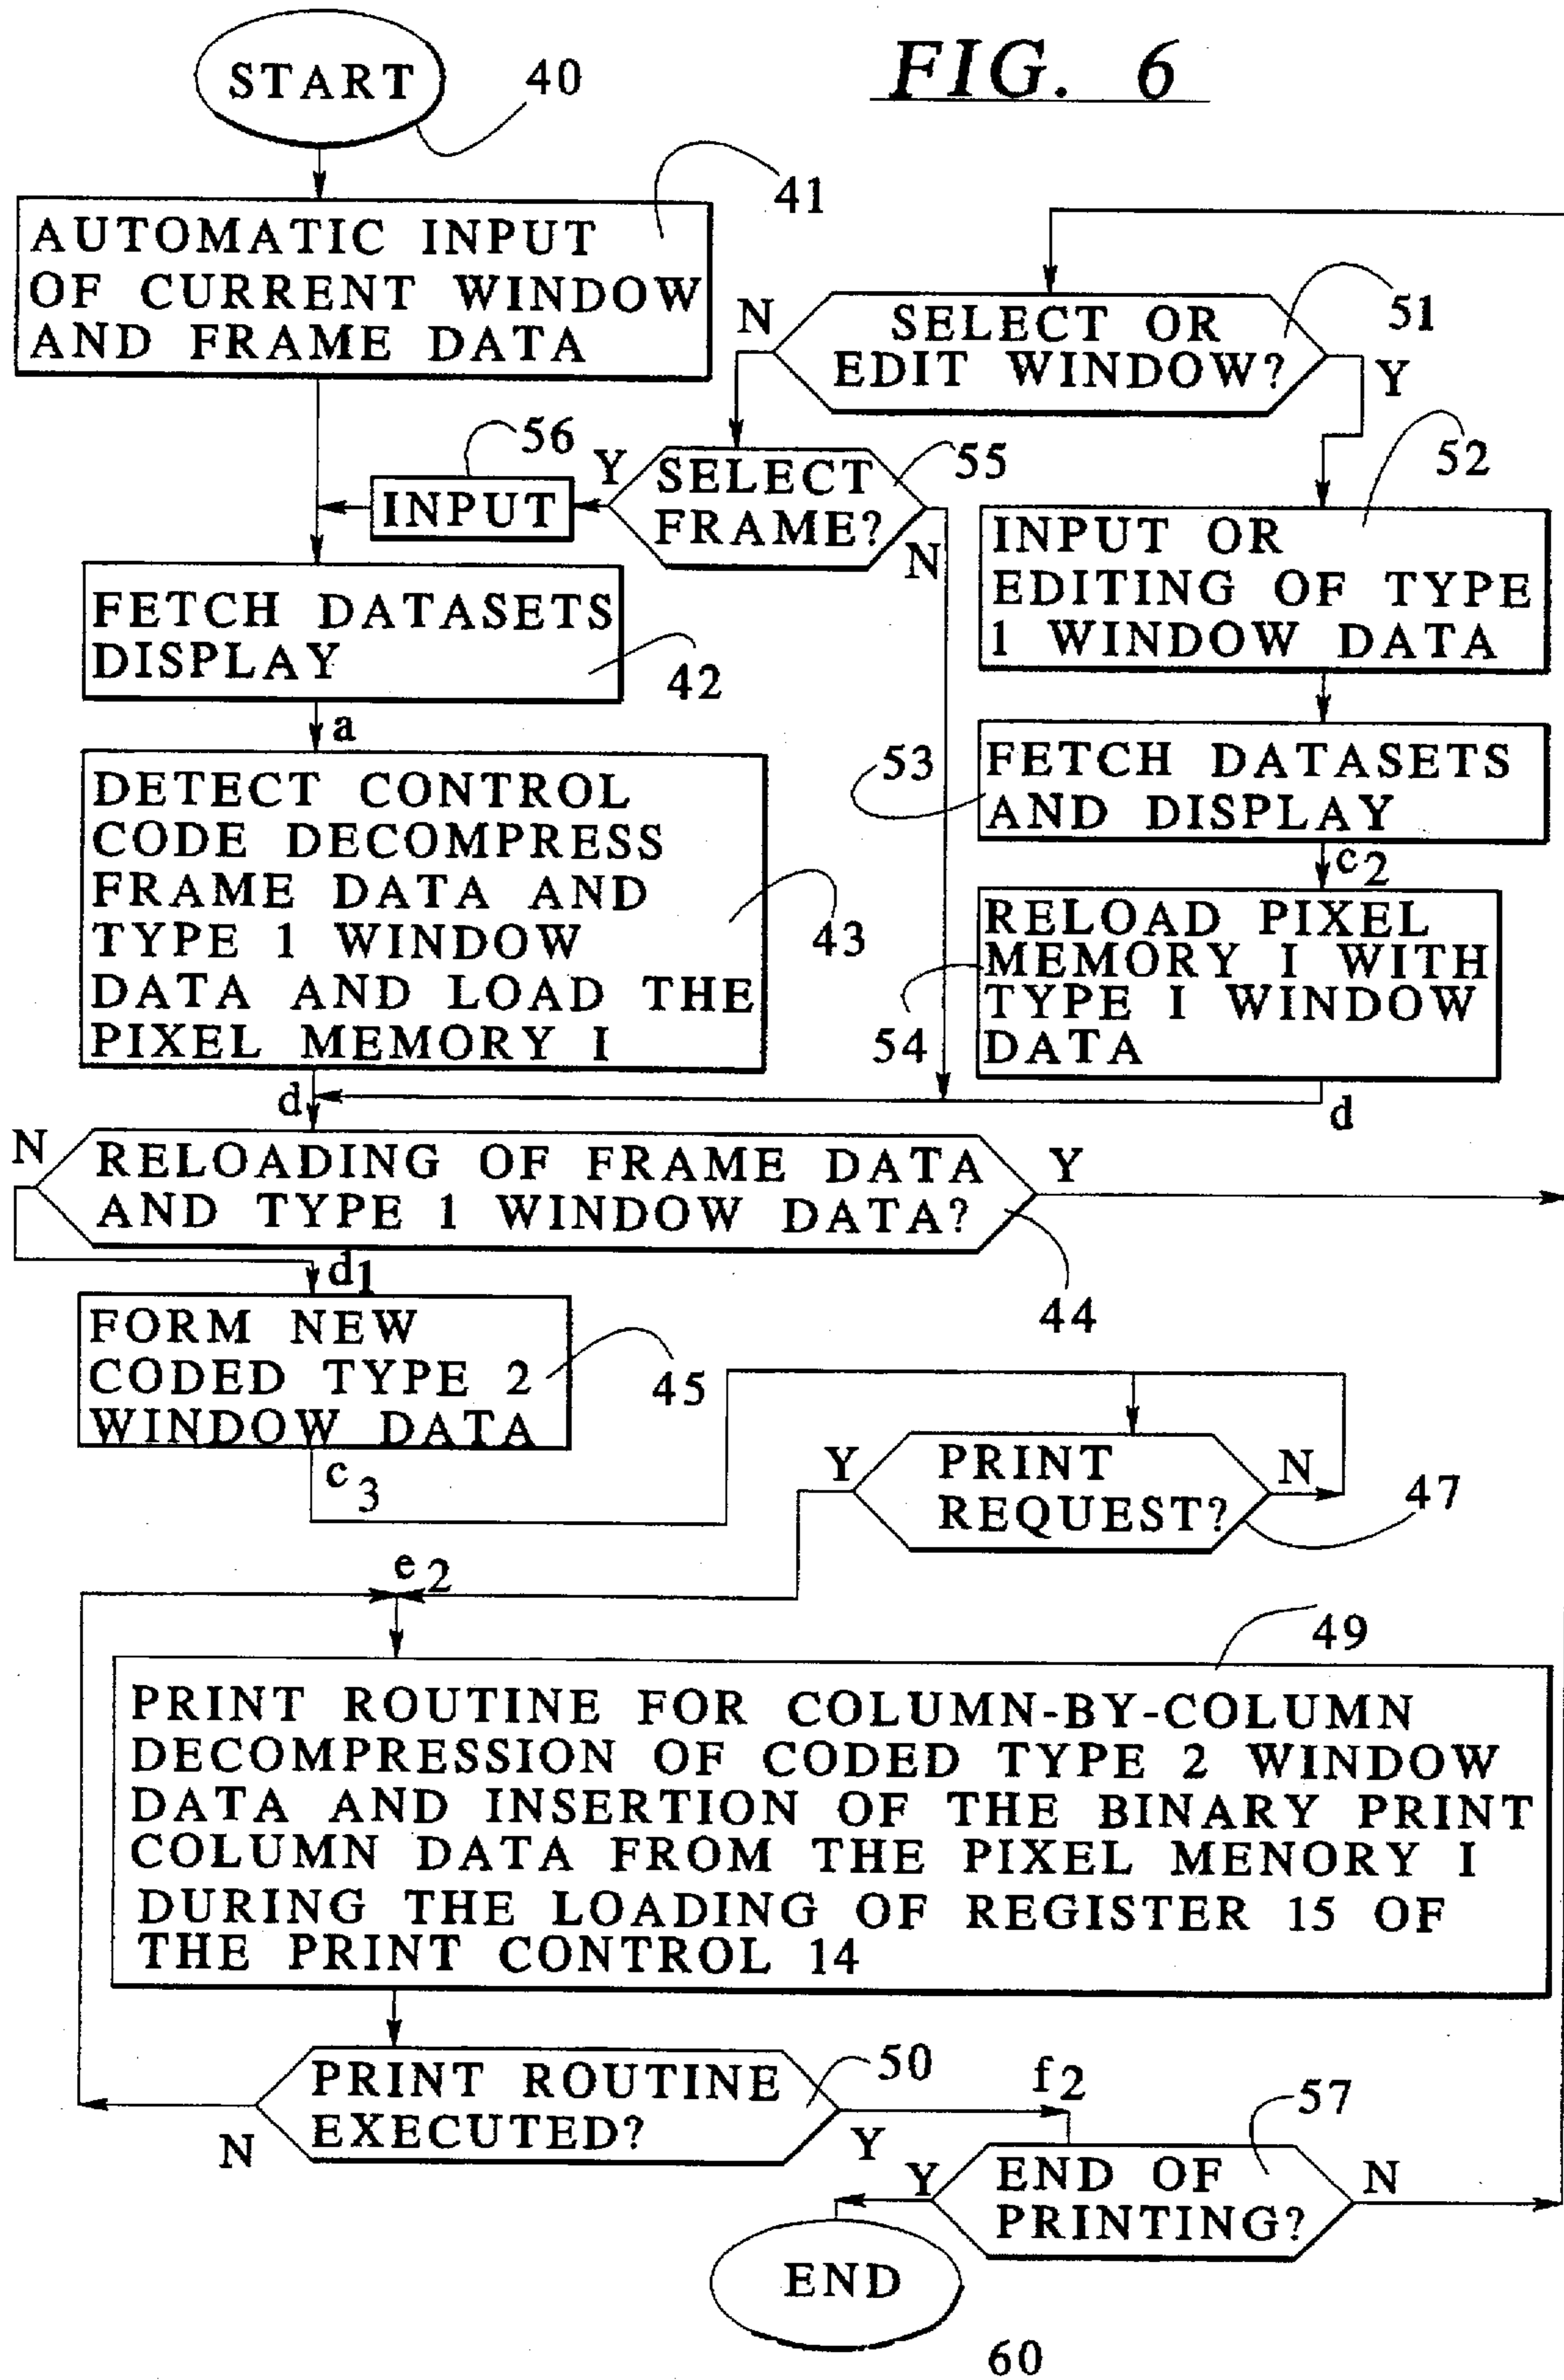 FIG. 6
START
40
41
AUTOMATIC INPUT
OF CURRENT WINDOW
AND FRAME DATA
N
SELECT OR
EDIT WINDOW?
51
Y
56
INPUT
Y
SELECT
FRAME?
55
N
52
INPUT OR
EDITING OF TYPE
1 WINDOW DATA
FETCH DATASETS
DISPLAY
42
a
53
FETCH DATASETS
AND DISPLAY
c2
DETECT CONTROL
CODE DECOMPRESS
FRAME DATA AND
TYPE 1 WINDOW
DATA AND LOAD THE
PIXEL MEMORY I
43
RELOAD PIXEL
MEMORY I WITH
TYPE I WINDOW
DATA
54
d
d
N
RELOADING OF FRAME DATA
AND TYPE 1 WINDOW DATA?
Y
44
d1
FORM NEW
CODED TYPE 2
WINDOW DATA
45
c3
Y
PRINT
REQUEST?
N
47
e2
49
PRINT ROUTINE FOR COLUMN-BY-COLUMN
DECOMPRESSION OF CODED TYPE 2 WINDOW
DATA AND INSERTION OF THE BINARY PRINT
COLUMN DATA FROM THE PIXEL MENORY I
DURING THE LOADING OF REGISTER 15 OF
THE PRINT CONTROL 14
PRINT ROUTINE
EXECUTED?
50
N
Y
f2
57
Y
END OF
PRINTING?
N
END
60